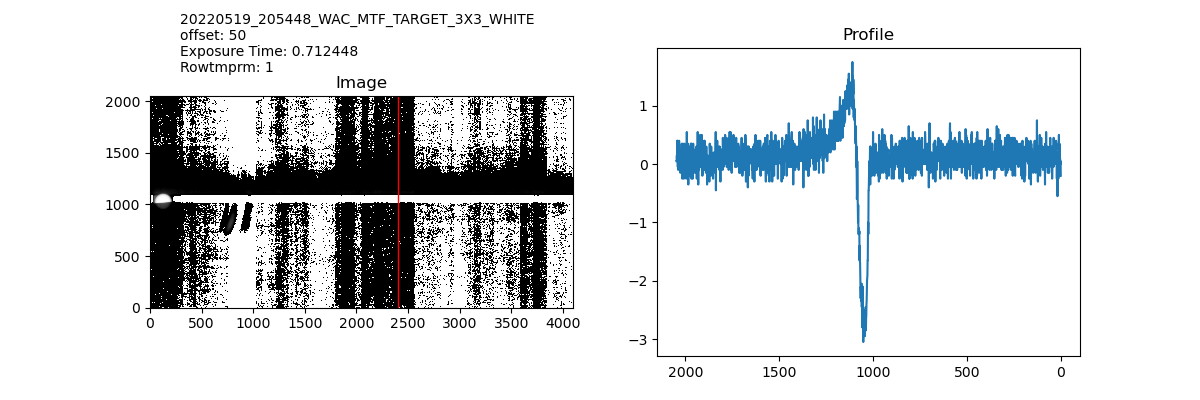 20220519_205448_WAC_MTF_TARGET_3X3_WHITE
offset: 50
Exposure Time: 0.712448
Rowtmprm: 1
Image
2000
1500
1000
500
0
0 500 1000 1500 2000 2500 3000 3500 4000
Profile
1
0
−1
−2
−3
2000 1500 1000 500 0